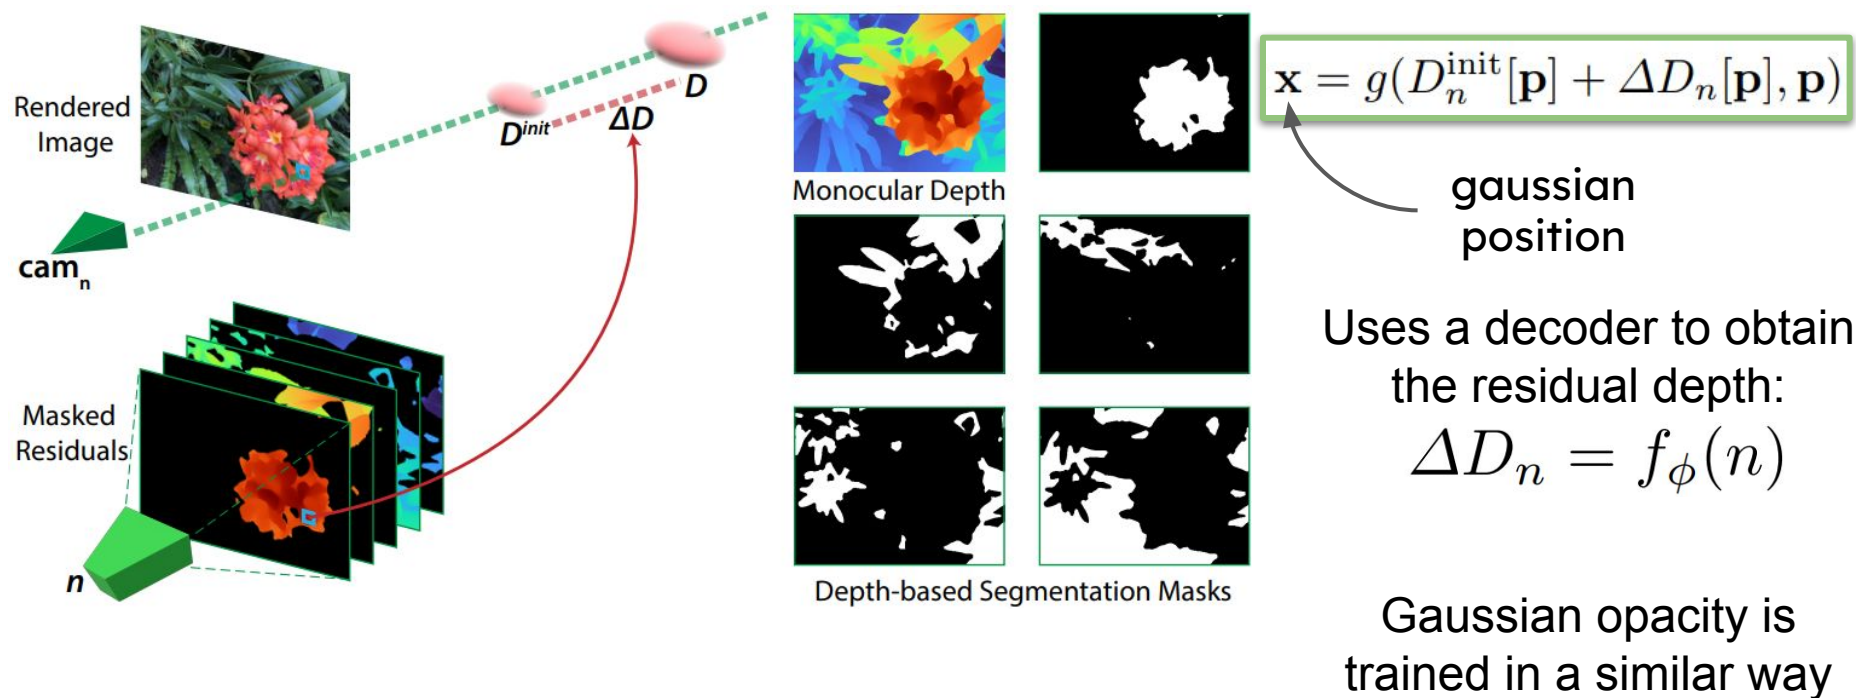 Rendered
Image
cam_n
D^{init}
ΔD
D
Masked
Residuals
n
Monocular Depth
Depth-based Segmentation Masks
x = g(D_n^{init}[p] + ΔD_n[p], p)
gaussian
position
Uses a decoder to obtain
the residual depth:
ΔD_n = f_ϕ(n)
Gaussian opacity is
trained in a similar way